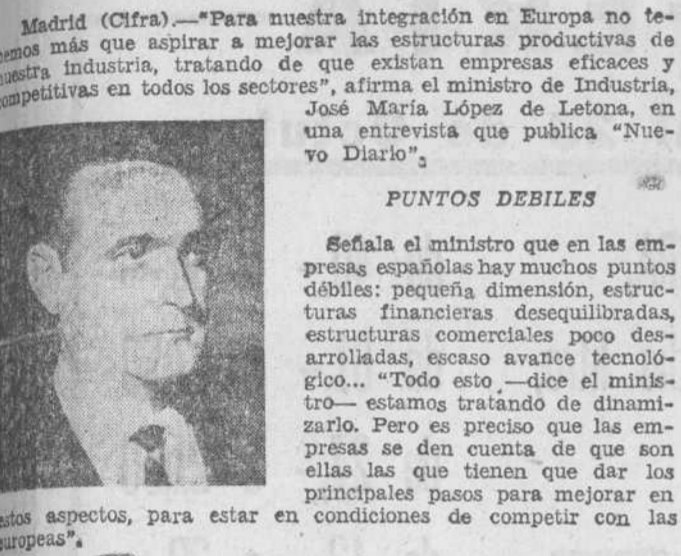 Madrid (Cifra).—"Para nuestra integración en Europa no te-
emos más que aspirar a mejorar las estructuras productivas de
uestra industria, tratando de que existan empresas eficaces y
ompetitivas en todos los sectores", afirma el ministro de Industria,
José María López de Letona, en
una entrevista que publica "Nue-
vo Diario".
PUNTOS DEBILES
Señala el ministro que en las em-
presas españolas hay muchos puntos
débiles: pequeña dimensión, estruc-
turas financieras desequilibradas,
estructuras comerciales poco des-
arrolladas, escaso avance tecnoló-
gico... "Todo esto —dice el minis-
tro— estamos tratando de dinami-
zarlo. Pero es preciso que las em-
presas se den cuenta de que son
ellas las que tienen que dar los
principales pasos para mejorar en
estos aspectos, para estar en condiciones de competir con las
europeas".